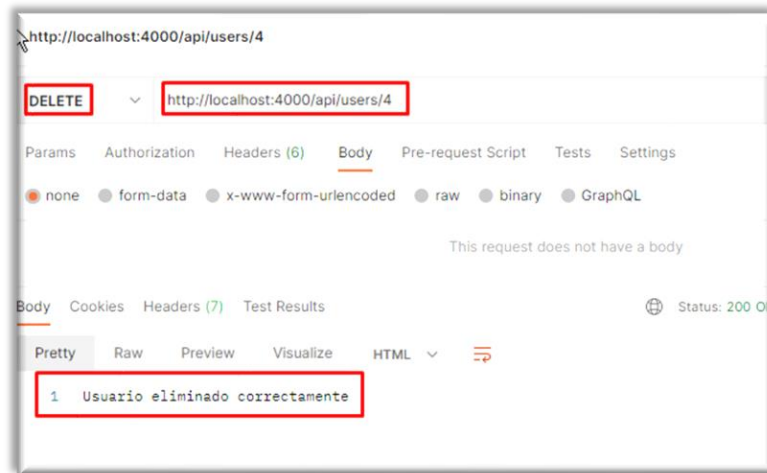 http://localhost:4000/api/users/4
DELETE http://localhost:4000/api/users/4
Params Authorization Headers (6) Body Pre-request Script Tests Settings
none form-data x-www-form-urlencoded raw binary GraphQL
This request does not have a body
Body Cookies Headers (7) Test Results Status: 200 O
Pretty Raw Preview Visualize HTML
1 Usuario eliminado correctamente